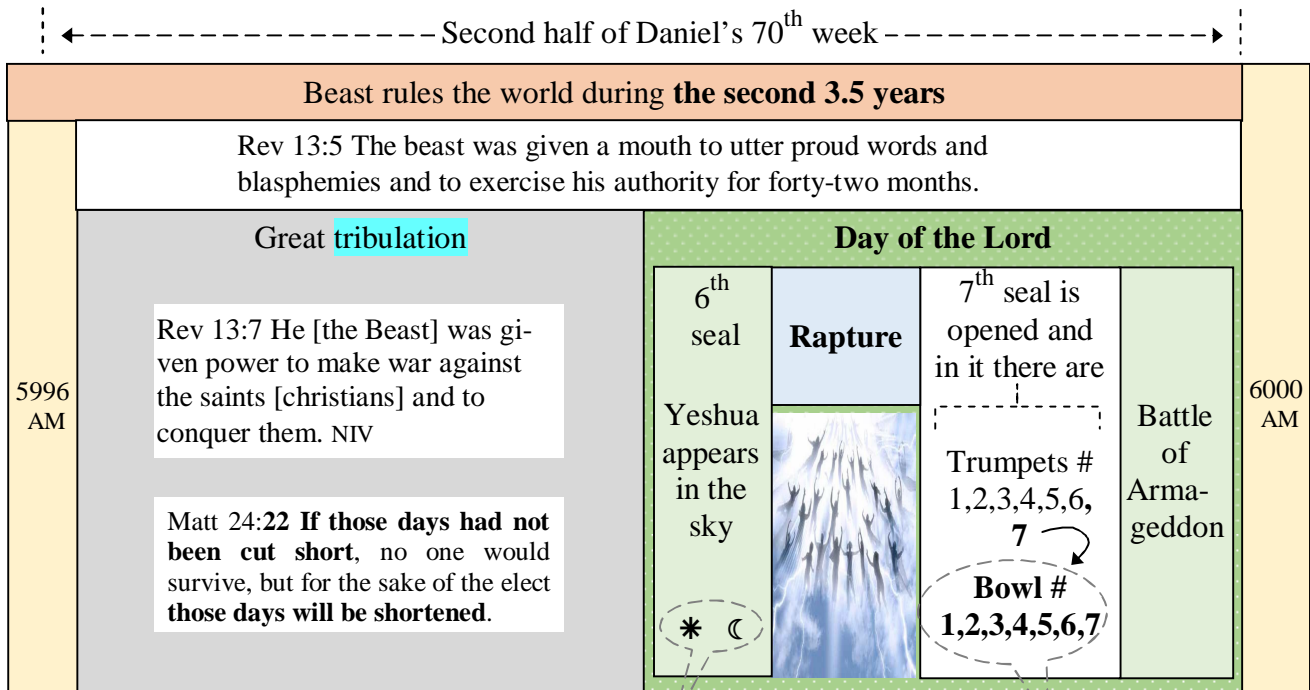 Second half of Daniel's 70th week
Beast rules the world during the second 3.5 years
Rev 13:5 The beast was given a mouth to utter proud words and
blasphemies and to exercise his authority for forty-two months.
5996
AM
Great tribulation
Rev 13:7 He [the Beast] was gi-
ven power to make war against
the saints [christians] and to
conquer them. NIV
Matt 24:22 If those days had not
been cut short, no one would
survive, but for the sake of the elect
those days will be shortened.
Day of the Lord
6th
seal
Yeshua
appears
in the
sky
Rapture
7th seal is
opened and
in it there are
Trumpets #
1,2,3,4,5,6,
7
Bowl #
1,2,3,4,5,6,7
Battle
of
Arma-
geddon
6000
AM